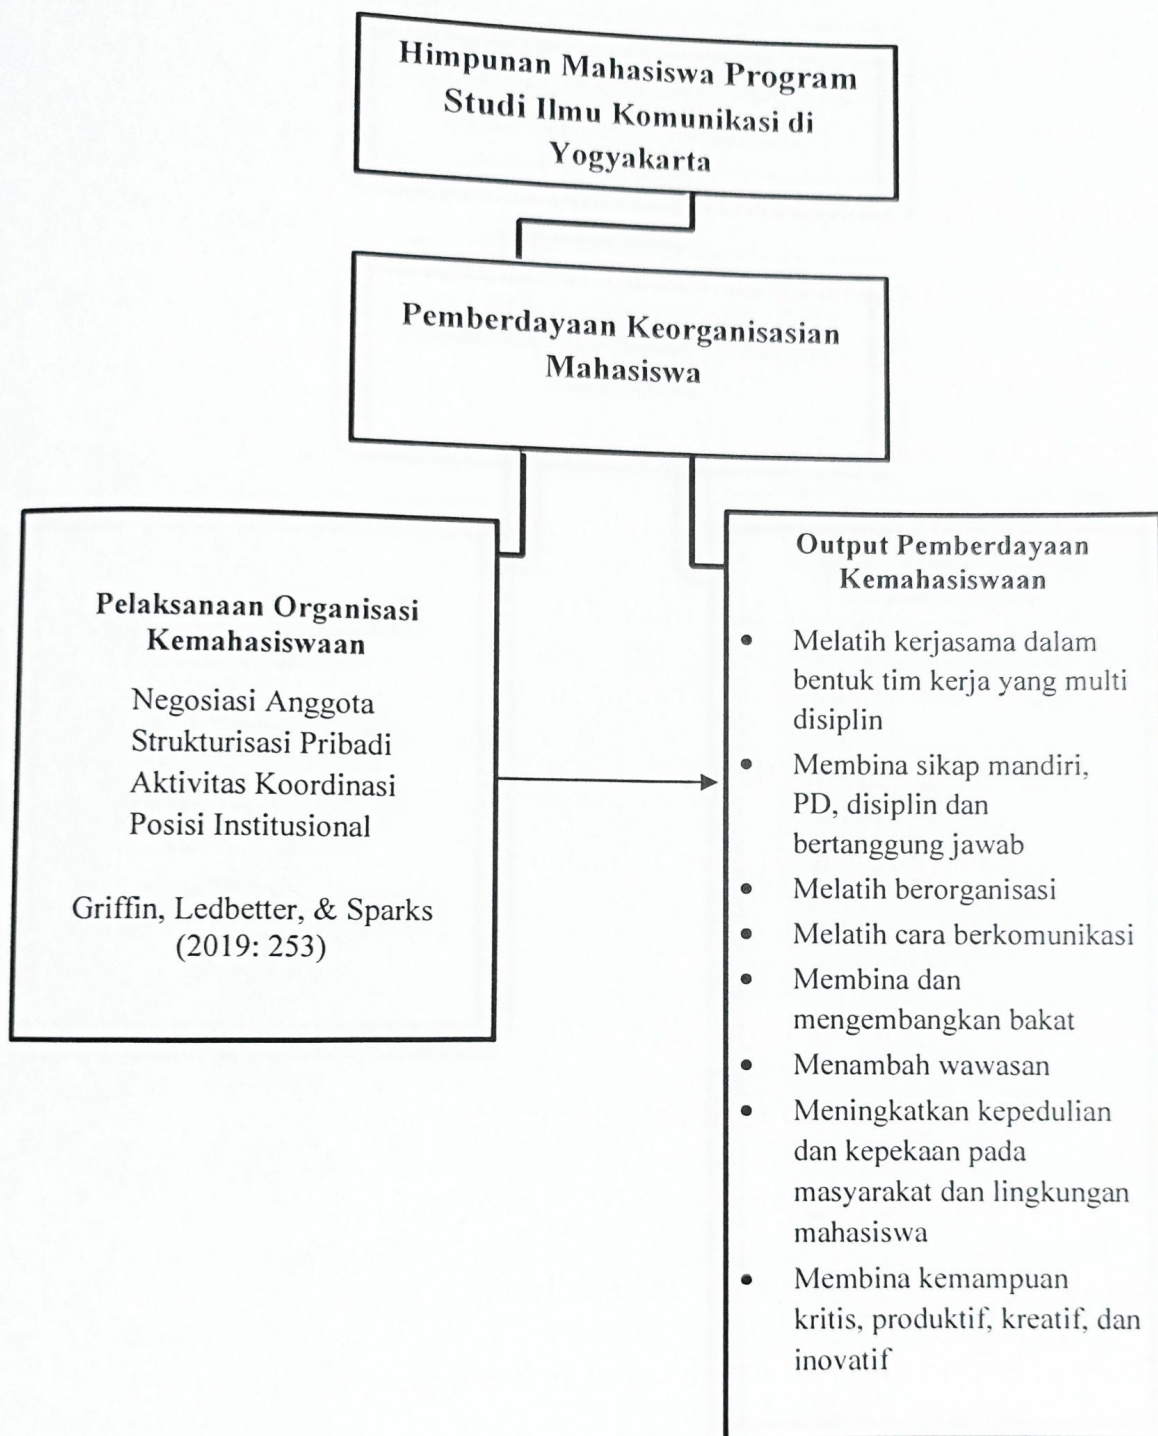 Himpunan Mahasiswa Program
Studi Ilmu Komunikasi di
Yogyakarta
Pemberdayaan Keorganisasian
Mahasiswa
Pelaksanaan Organisasi
Kemahasiswaan
Negosiasi Anggota
Strukturisasi Pribadi
Aktivitas Koordinasi
Posisi Institusional
Griffin, Ledbetter, & Sparks
(2019: 253)
Output Pemberdayaan
Kemahasiswaan
• Melatih kerjasama dalam
bentuk tim kerja yang multi
disiplin
• Membina sikap mandiri,
PD, disiplin dan
bertanggung jawab
• Melatih berorganisasi
• Melatih cara berkomunikasi
• Membina dan
mengembangkan bakat
• Menambah wawasan
• Meningkatkan kepedulian
dan kepekaan pada
masyarakat dan lingkungan
mahasiswa
• Membina kemampuan
kritis, produktif, kreatif, dan
inovatif